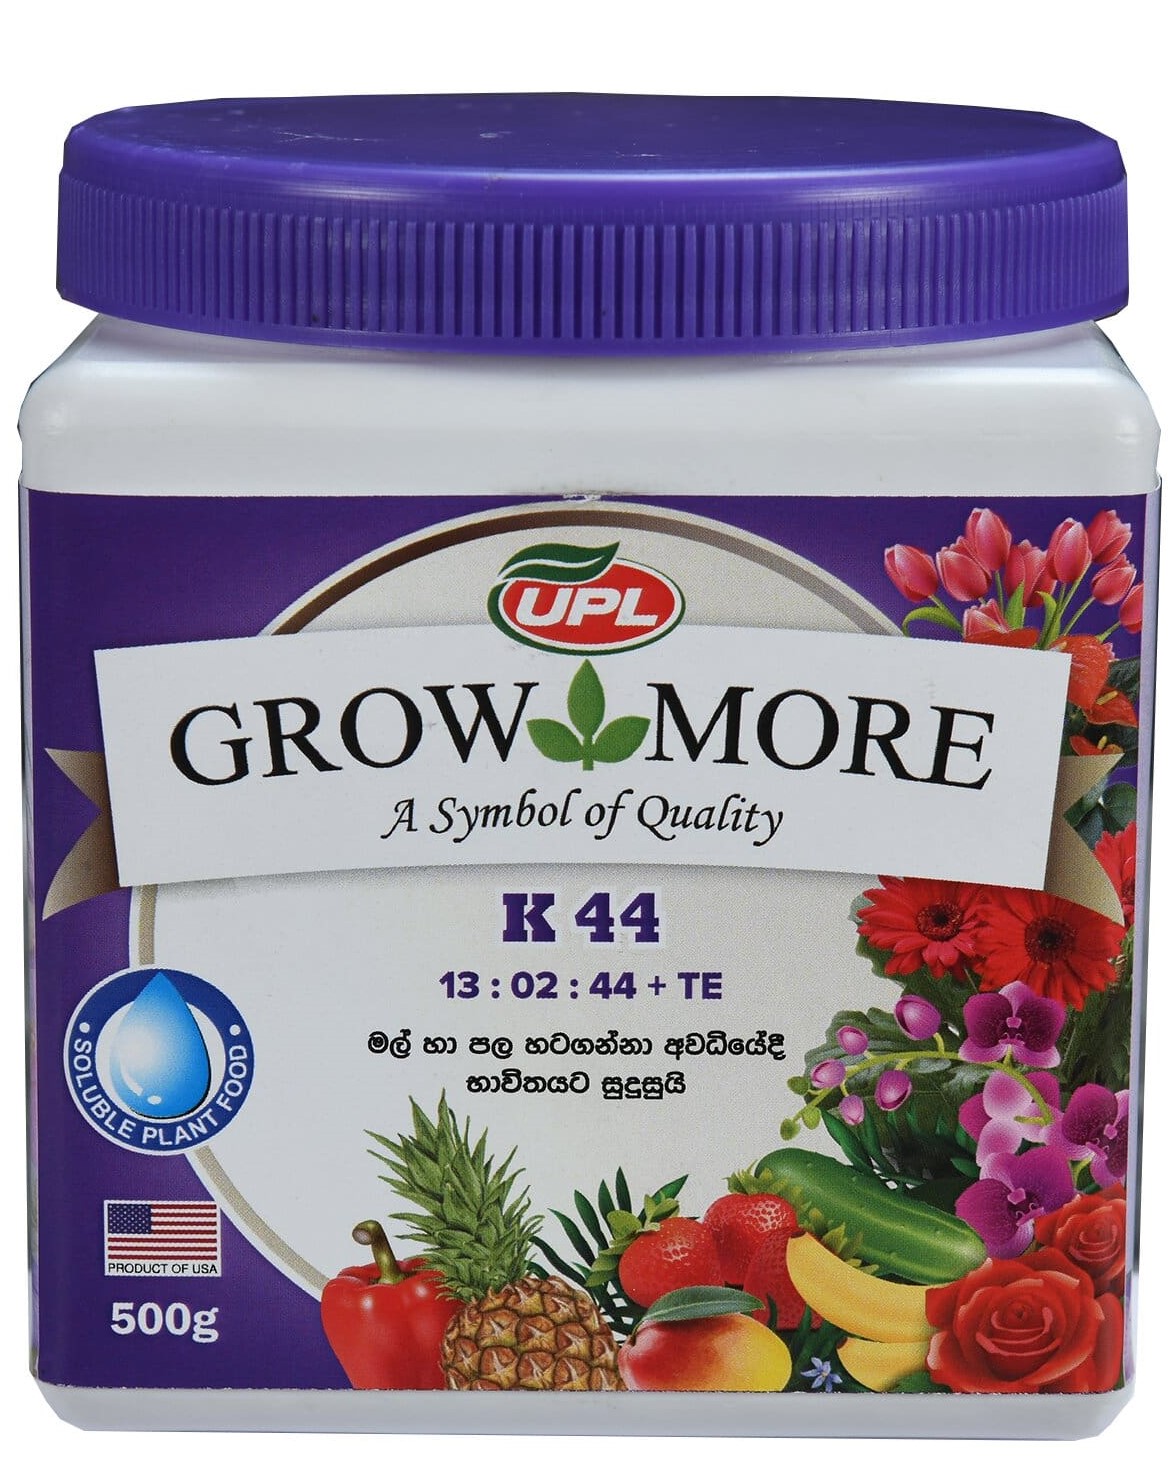 UPL
GROW MORE
A Symbol of Quality
K 44
13 : 02 : 44 + TE
මල් හා පල හටගන්නා අවධියේදී
භාවිතයට සුදුසුයි
SOLUBLE PLANT FOOD
PRODUCT OF USA
500g